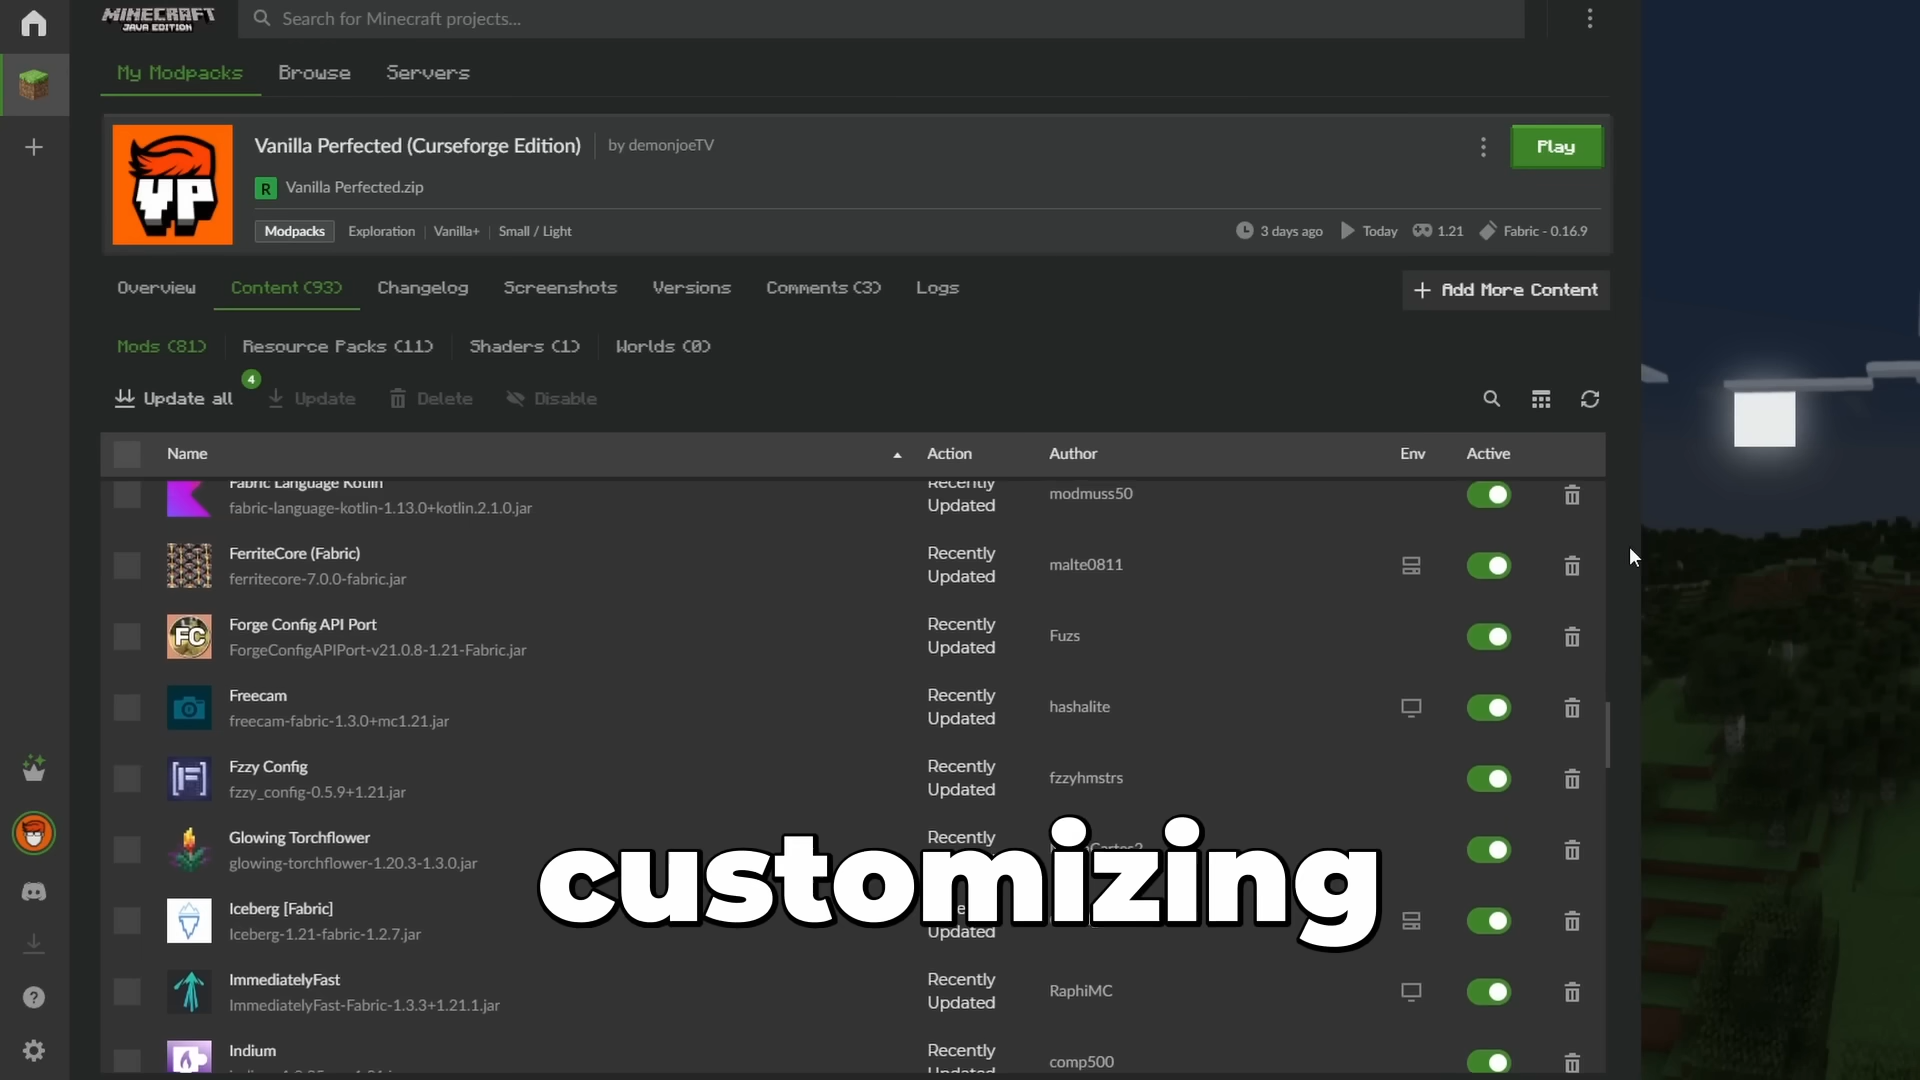 MINECRAFT
JAVA EDITION
Search for Minecraft projects...
My Modpacks Browse Servers
VP
Vanilla Perfected (Curseforge Edition) by demonjoeTV
Play
R Vanilla Perfected.zip
Modpacks Exploration Vanilla+ Small / Light 3 days ago Today 1.21 Fabric - 0.16.9
Overview Content (93) Changelog Screenshots Versions Comments (3) Logs + Add More Content
Mods (81) Resource Packs (11) Shaders (1) Worlds (0)
Update all 4 Update Delete Disable
Name Action Author Env Active
Fabric Language Kotlin Recently Updated modmuss50
fabric-language-kotlin-1.13.0+kotlin.2.1.0.jar
FerriteCore (Fabric) Recently Updated malte0811
ferritecore-7.0.0-fabric.jar
FC
Forge Config API Port Recently Updated Fuzs
ForgeConfigAPIPort-v21.0.8-1.21-Fabric.jar
Freecam Recently Updated hashalite
freecam-fabric-1.3.0+mc1.21.jar
[F]
Fzzy Config Recently Updated fzzyhmstrs
fzzy_config-0.5.9+1.21.jar
Glowing Torchflower Recently
glowing-torchflower-1.20.3-1.3.0.jar
customizing
Iceberg [Fabric] Updated
Iceberg-1.21-fabric-1.2.7.jar
ImmediatelyFast Recently Updated RaphiMC
ImmediatelyFast-Fabric-1.3.3+1.21.1.jar
Indium Recently Updated comp500